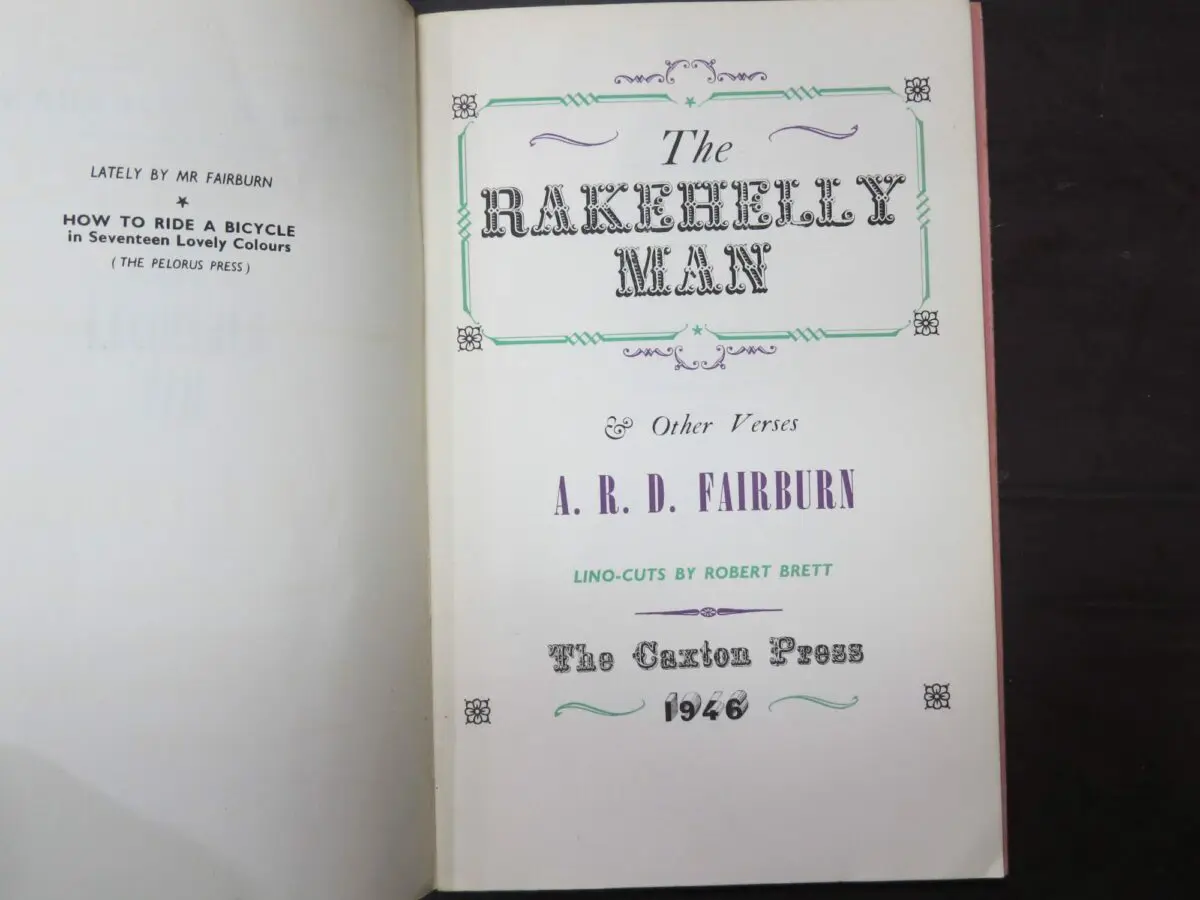 LATELY BY MR FAIRBURN
HOW TO RIDE A BICYCLE
in Seventeen Lovely Colours
(THE PELORUS PRESS)
The
RAKEHELLY
MAN
& Other Verses
A. R. D. FAIRBURN
LINO-CUTS BY ROBERT BRETT
The Caxton Press
1946